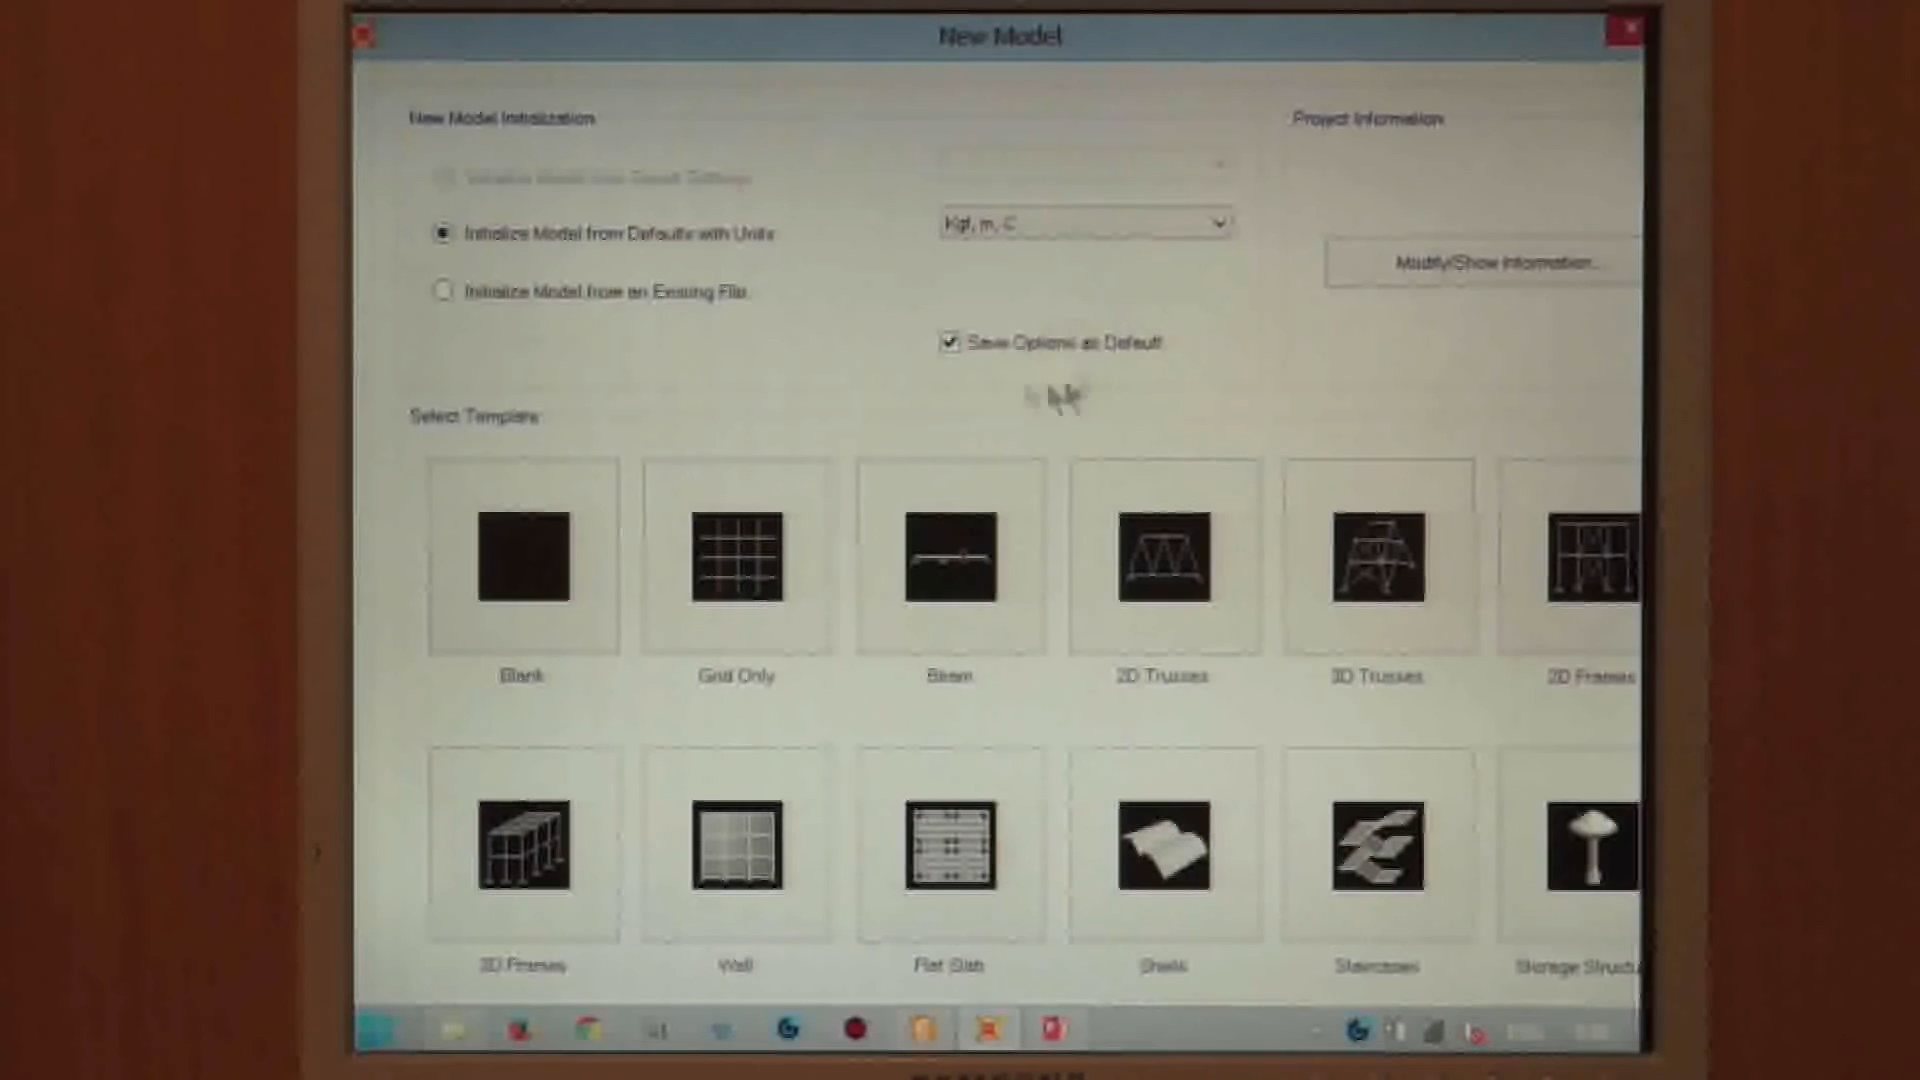 New Model
New Model Initialization
Project Information
Initialize Model from Defaults with Units
Kgf, m, C
Initialize Model from an Existing File
Modify/Show Information...
Save Options as Default
Select Template
Blank
Grid Only
Beam
2D Trusses
3D Trusses
2D Frames
3D Frames
Wall
Flat Slab
Shells
Staircases
Storage Structu